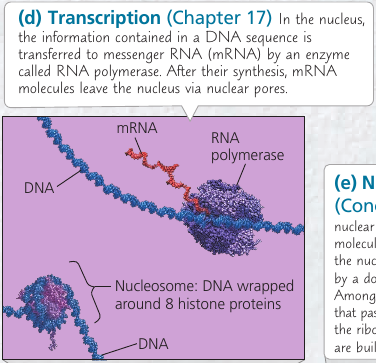 (d) Transcription (Chapter 17) In the nucleus,
the information contained in a DNA sequence is
transferred to messenger RNA (mRNA) by an enzyme
called RNA polymerase. After their synthesis, mRNA
molecules leave the nucleus via nuclear pores.
mRNA
RNA
polymerase
DNA
Nucleosome: DNA wrapped
around 8 histone proteins
DNA
(e) N
(Con
nuclear
molecul
the nuc
by a do
Among
that pas
the ribo
are buil